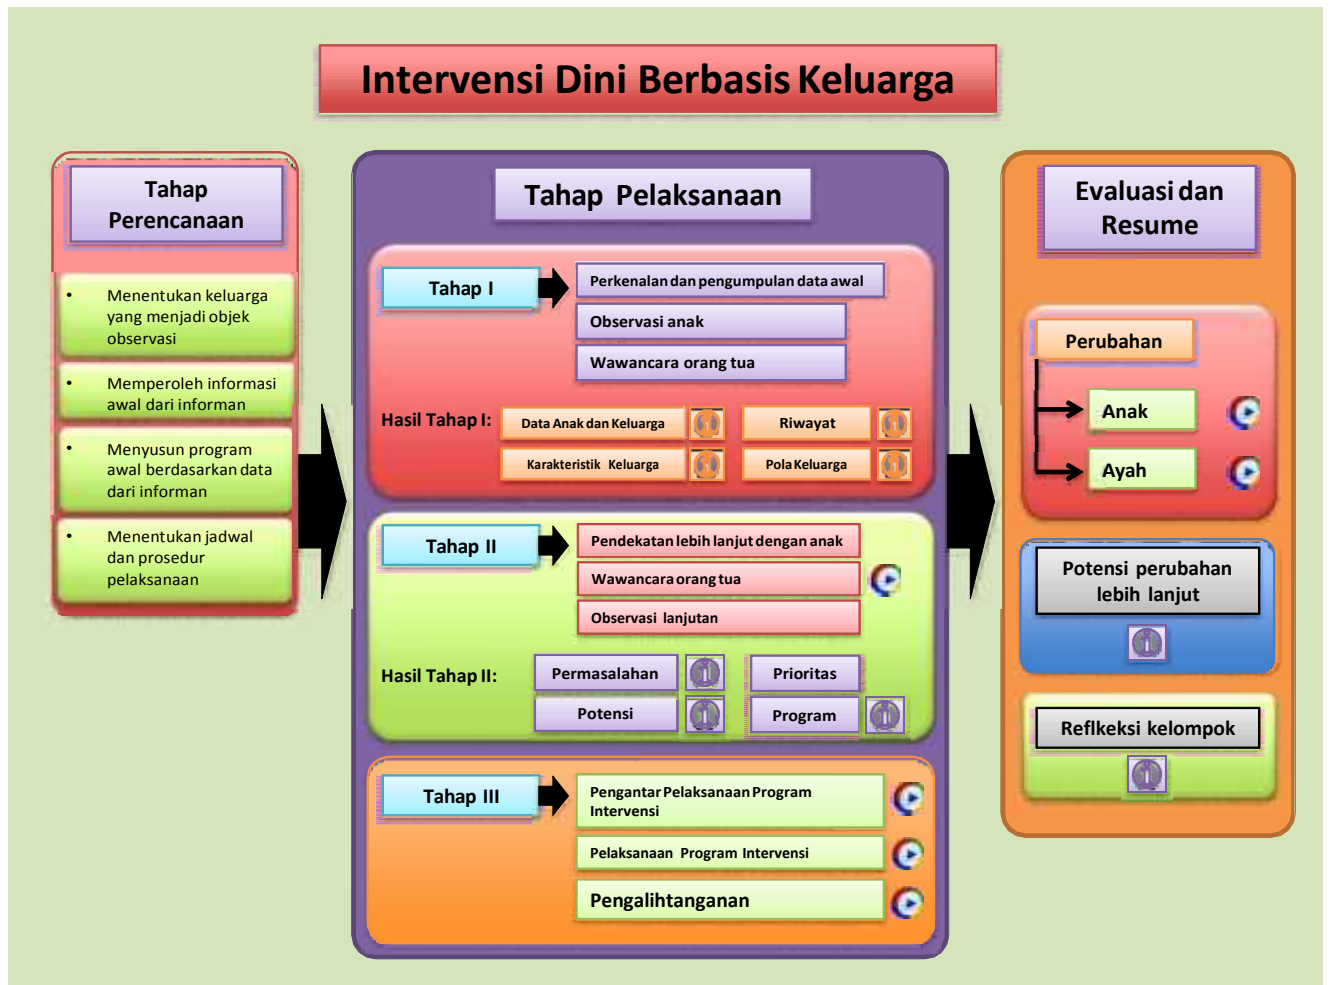 Intervensi Dini Berbasis Keluarga
Tahap
Perencanaan
• Menentukan keluarga
yang menjadi objek
observasi
• Memperoleh informasi
awal dari informan
• Menyusun program
awal berdasarkan data
dari informan
• Menentukan jadwal
dan prosedur
pelaksanaan
Tahap Pelaksanaan
Tahap I
Perkenalan dan pengumpulan data awal
Observasi anak
Wawancara orang tua
Hasil Tahap I:
Data Anak dan Keluarga
Riwayat
Karakteristik Keluarga
Pola Keluarga
Tahap II
Pendekatan lebih lanjut dengan anak
Wawancara orang tua
Observasi lanjutan
Hasil Tahap II:
Permasalahan
Prioritas
Potensi
Program
Tahap III
Pengantar Pelaksanaan Program
Intervensi
Pelaksanaan Program Intervensi
Pengalihtanganan
Evaluasi dan
Resume
Perubahan
Anak
Ayah
Potensi perubahan
lebih lanjut
Reflkeksi kelompok